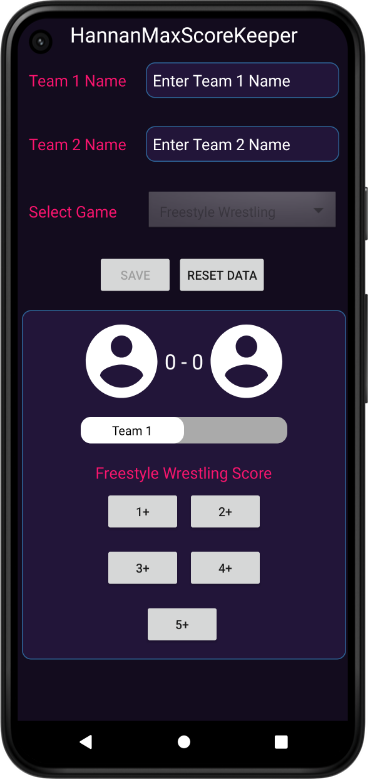 HannanMaxScoreKeeper
Team 1 Name Enter Team 1 Name
Team 2 Name Enter Team 2 Name
Select Game Freestyle Wrestling
SAVE RESET DATA
0 - 0
Team 1
Freestyle Wrestling Score
1+ 2+
3+ 4+
5+